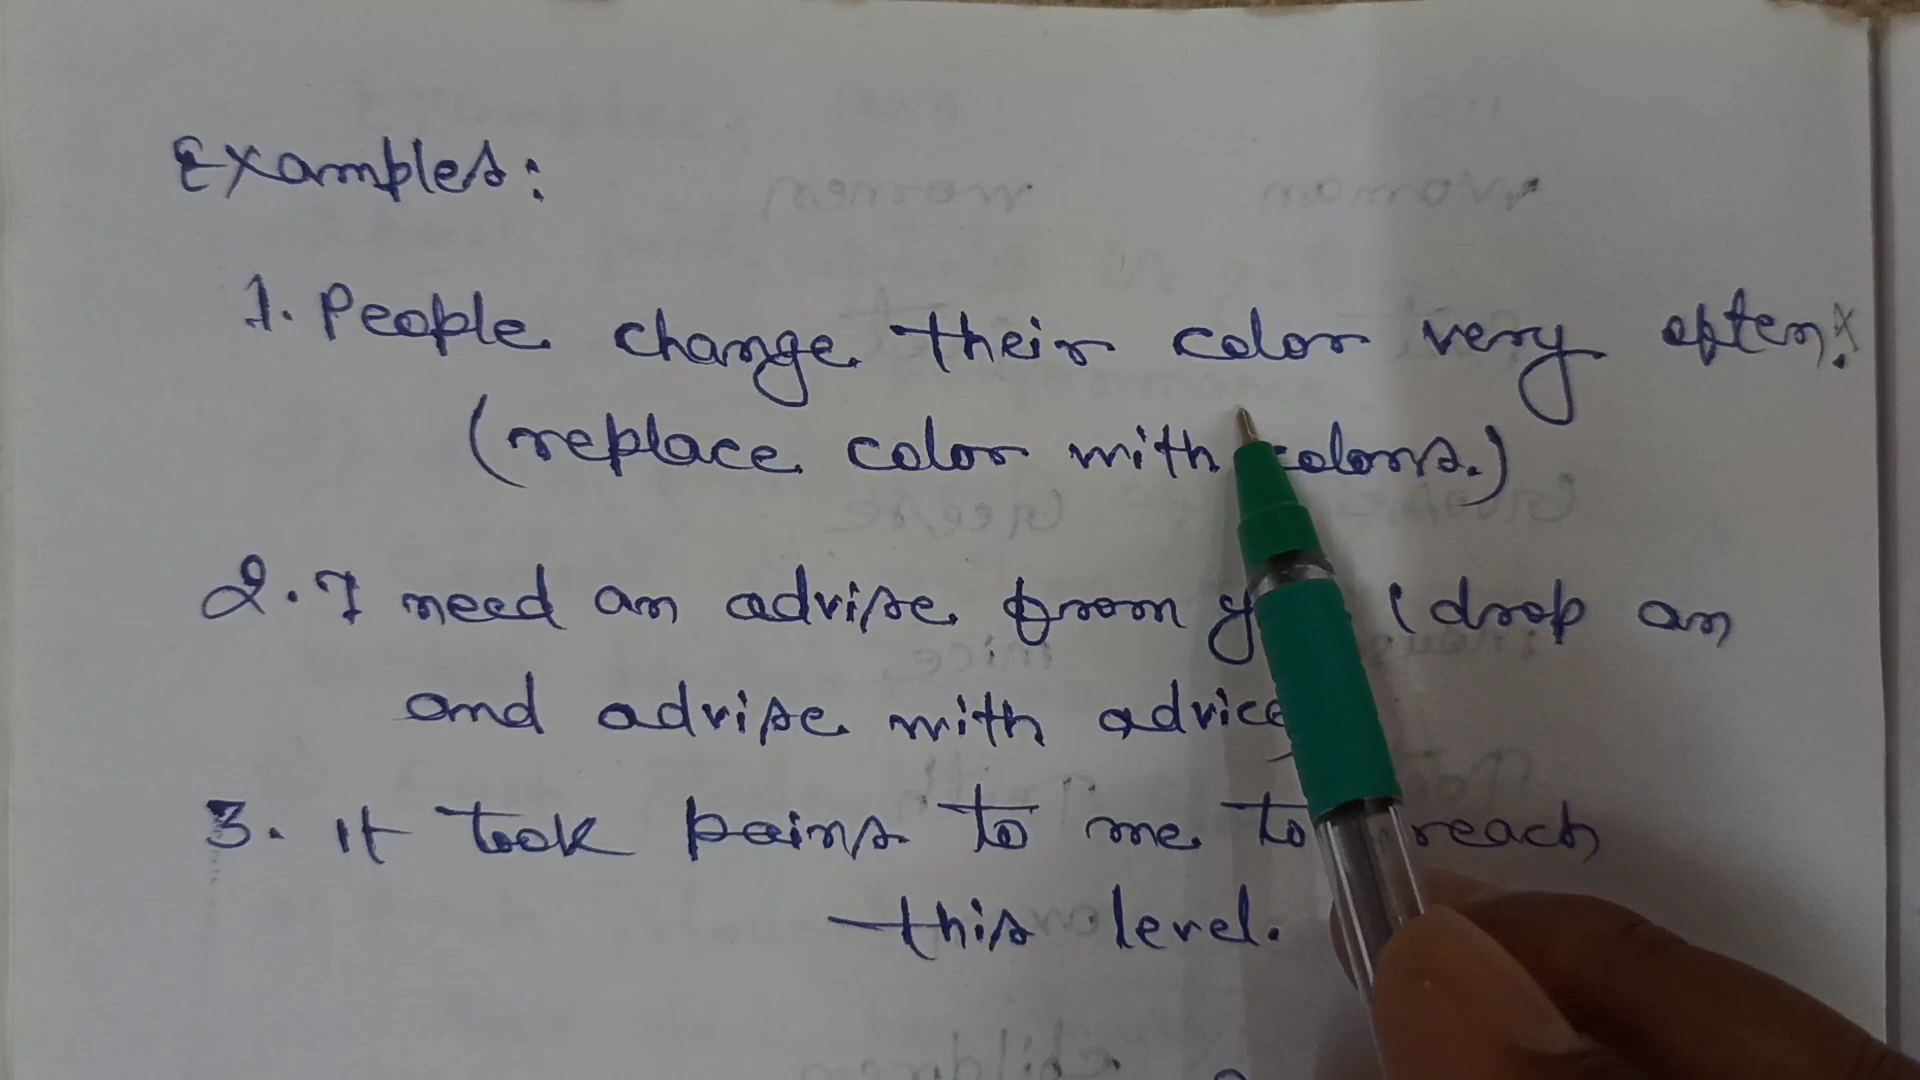 Examples:
1. People change their color very often.x
(replace color with colors.)
2. I need an advise from (drop an
and advise with advice
3. It took pains to me to reach
this level.